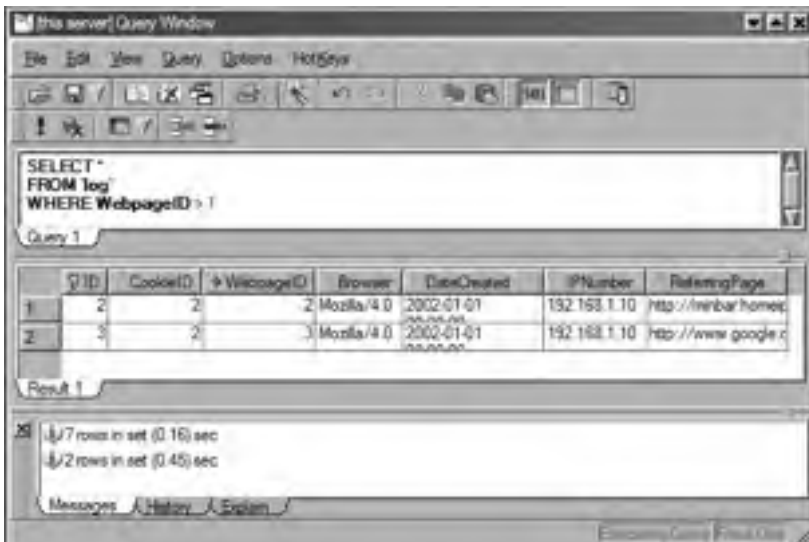 [this server] Query Window
File Edit View Query Options HotKeys
SELECT *
FROM `log`
WHERE WebpageID > 1
Query 1
ID CookieID WebpageID Browser DateCreated IPNumber ReferringPage
1 2 2 2 Mozilla/4.0 2002-01-01 192.168.1.10 http://minbar.homeip
2 3 2 3 Mozilla/4.0 2002-01-01 192.168.1.10 http://www.google.c
Result 1
7 rows in set (0.16) sec
2 rows in set (0.45) sec
Messages History Explain